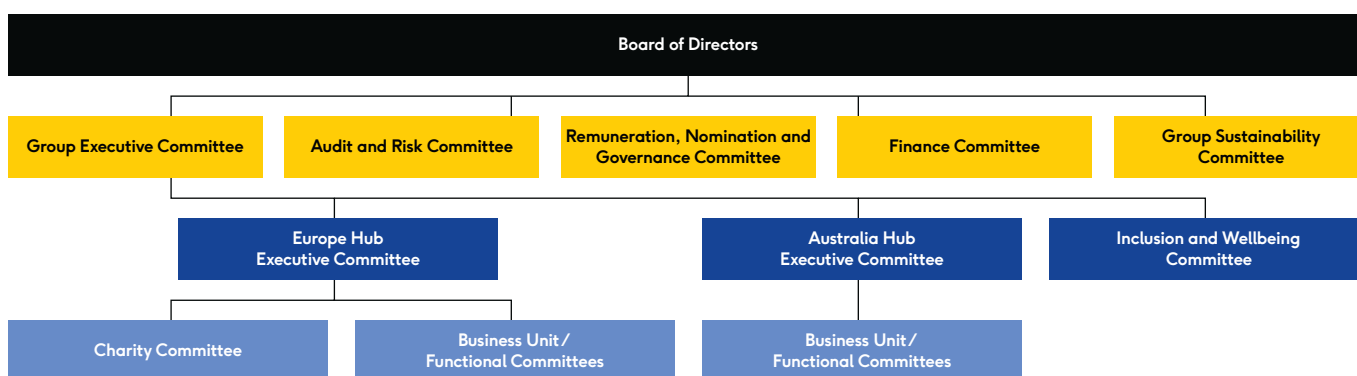 Board of Directors
Group Executive Committee
Audit and Risk Committee
Remuneration, Nomination and
Governance Committee
Finance Committee
Group Sustainability
Committee
Europe Hub
Executive Committee
Australia Hub
Executive Committee
Inclusion and Wellbeing
Committee
Charity Committee
Business Unit/
Functional Committees
Business Unit/
Functional Committees